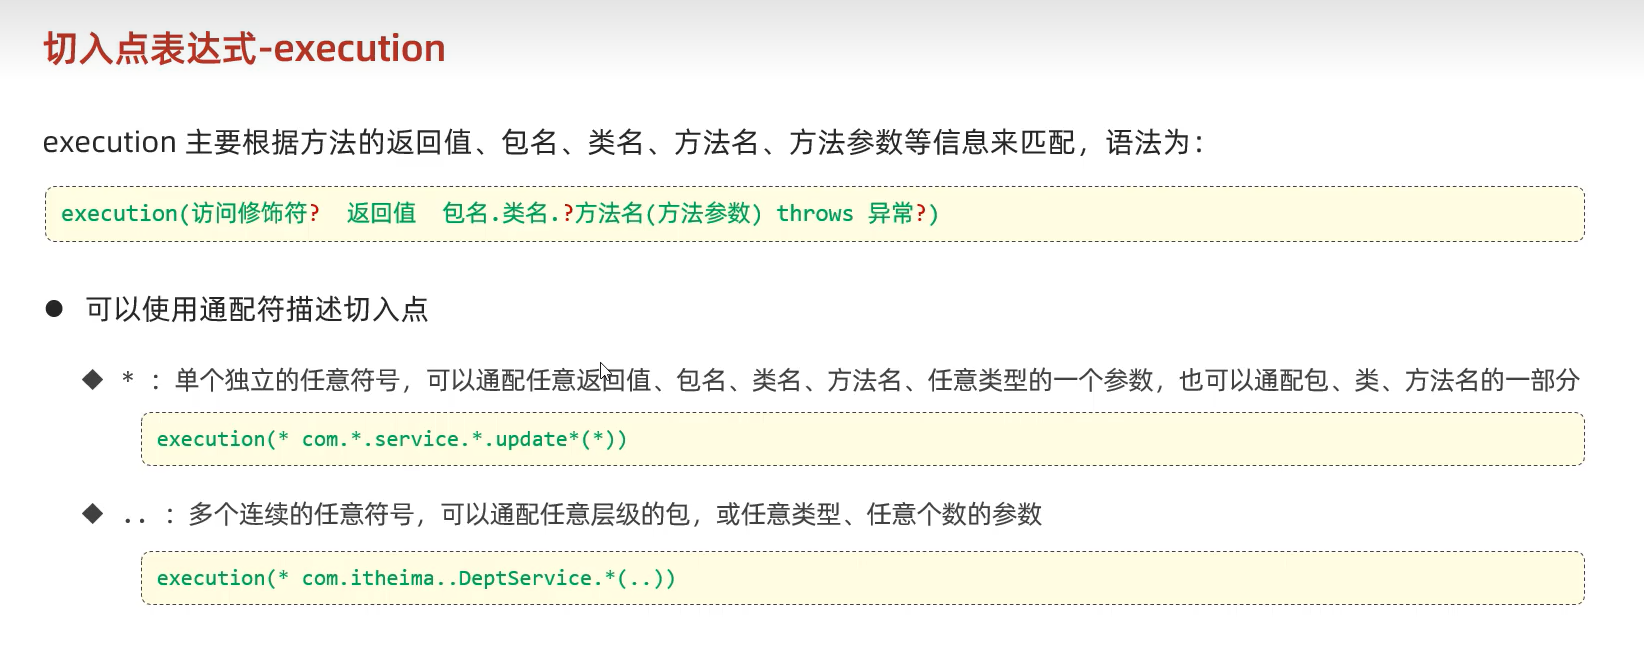 切入点表达式-execution
execution 主要根据方法的返回值、包名、类名、方法名、方法参数等信息来匹配，语法为：
execution(访问修饰符?  返回值  包名.类名.?方法名(方法参数) throws 异常?)
● 可以使用通配符描述切入点
◆ * ：单个独立的任意符号，可以通配任意返回值、包名、类名、方法名、任意类型的一个参数，也可以通配包、类、方法名的一部分
execution(* com.*.service.*.update*(*))
◆ .. ：多个连续的任意符号，可以通配任意层级的包，或任意类型、任意个数的参数
execution(* com.itheima..DeptService.*(..))